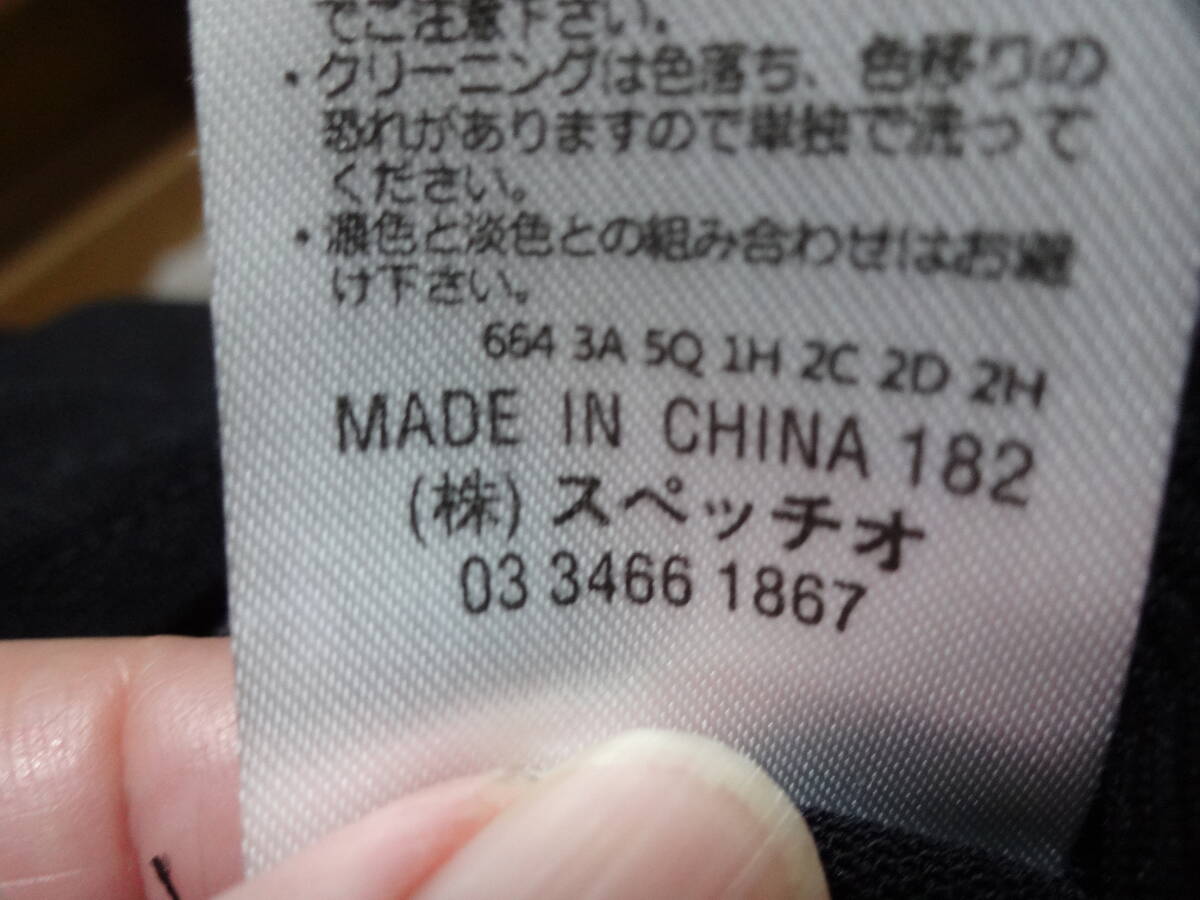 でご注意下さい。
・クリーニングは色落ち、色移りの
恐れがありますので単独で洗って
ください。
・濃色と淡色との組み合わせはお避
け下さい。
664 3A 5Q 1H 2C 2D 2H
MADE IN CHINA 182
(株)スペッチオ
03 3466 1867